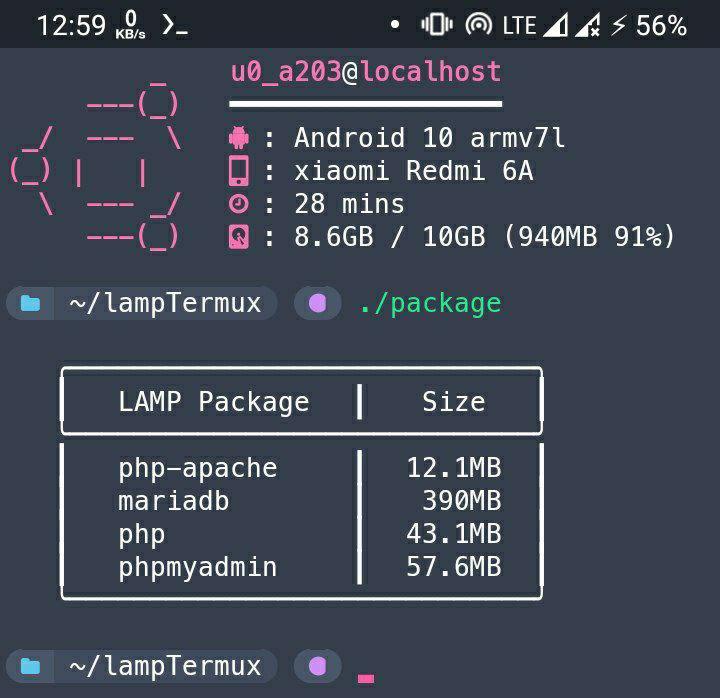 12:59 0 KB/s LTE 56%
u0_a203@localhost
: Android 10 armv7l
: xiaomi Redmi 6A
: 28 mins
: 8.6GB / 10GB (940MB 91%)
~/lampTermux ./package
LAMP Package | Size
php-apache | 12.1MB
mariadb | 390MB
php | 43.1MB
phpmyadmin | 57.6MB
~/lampTermux